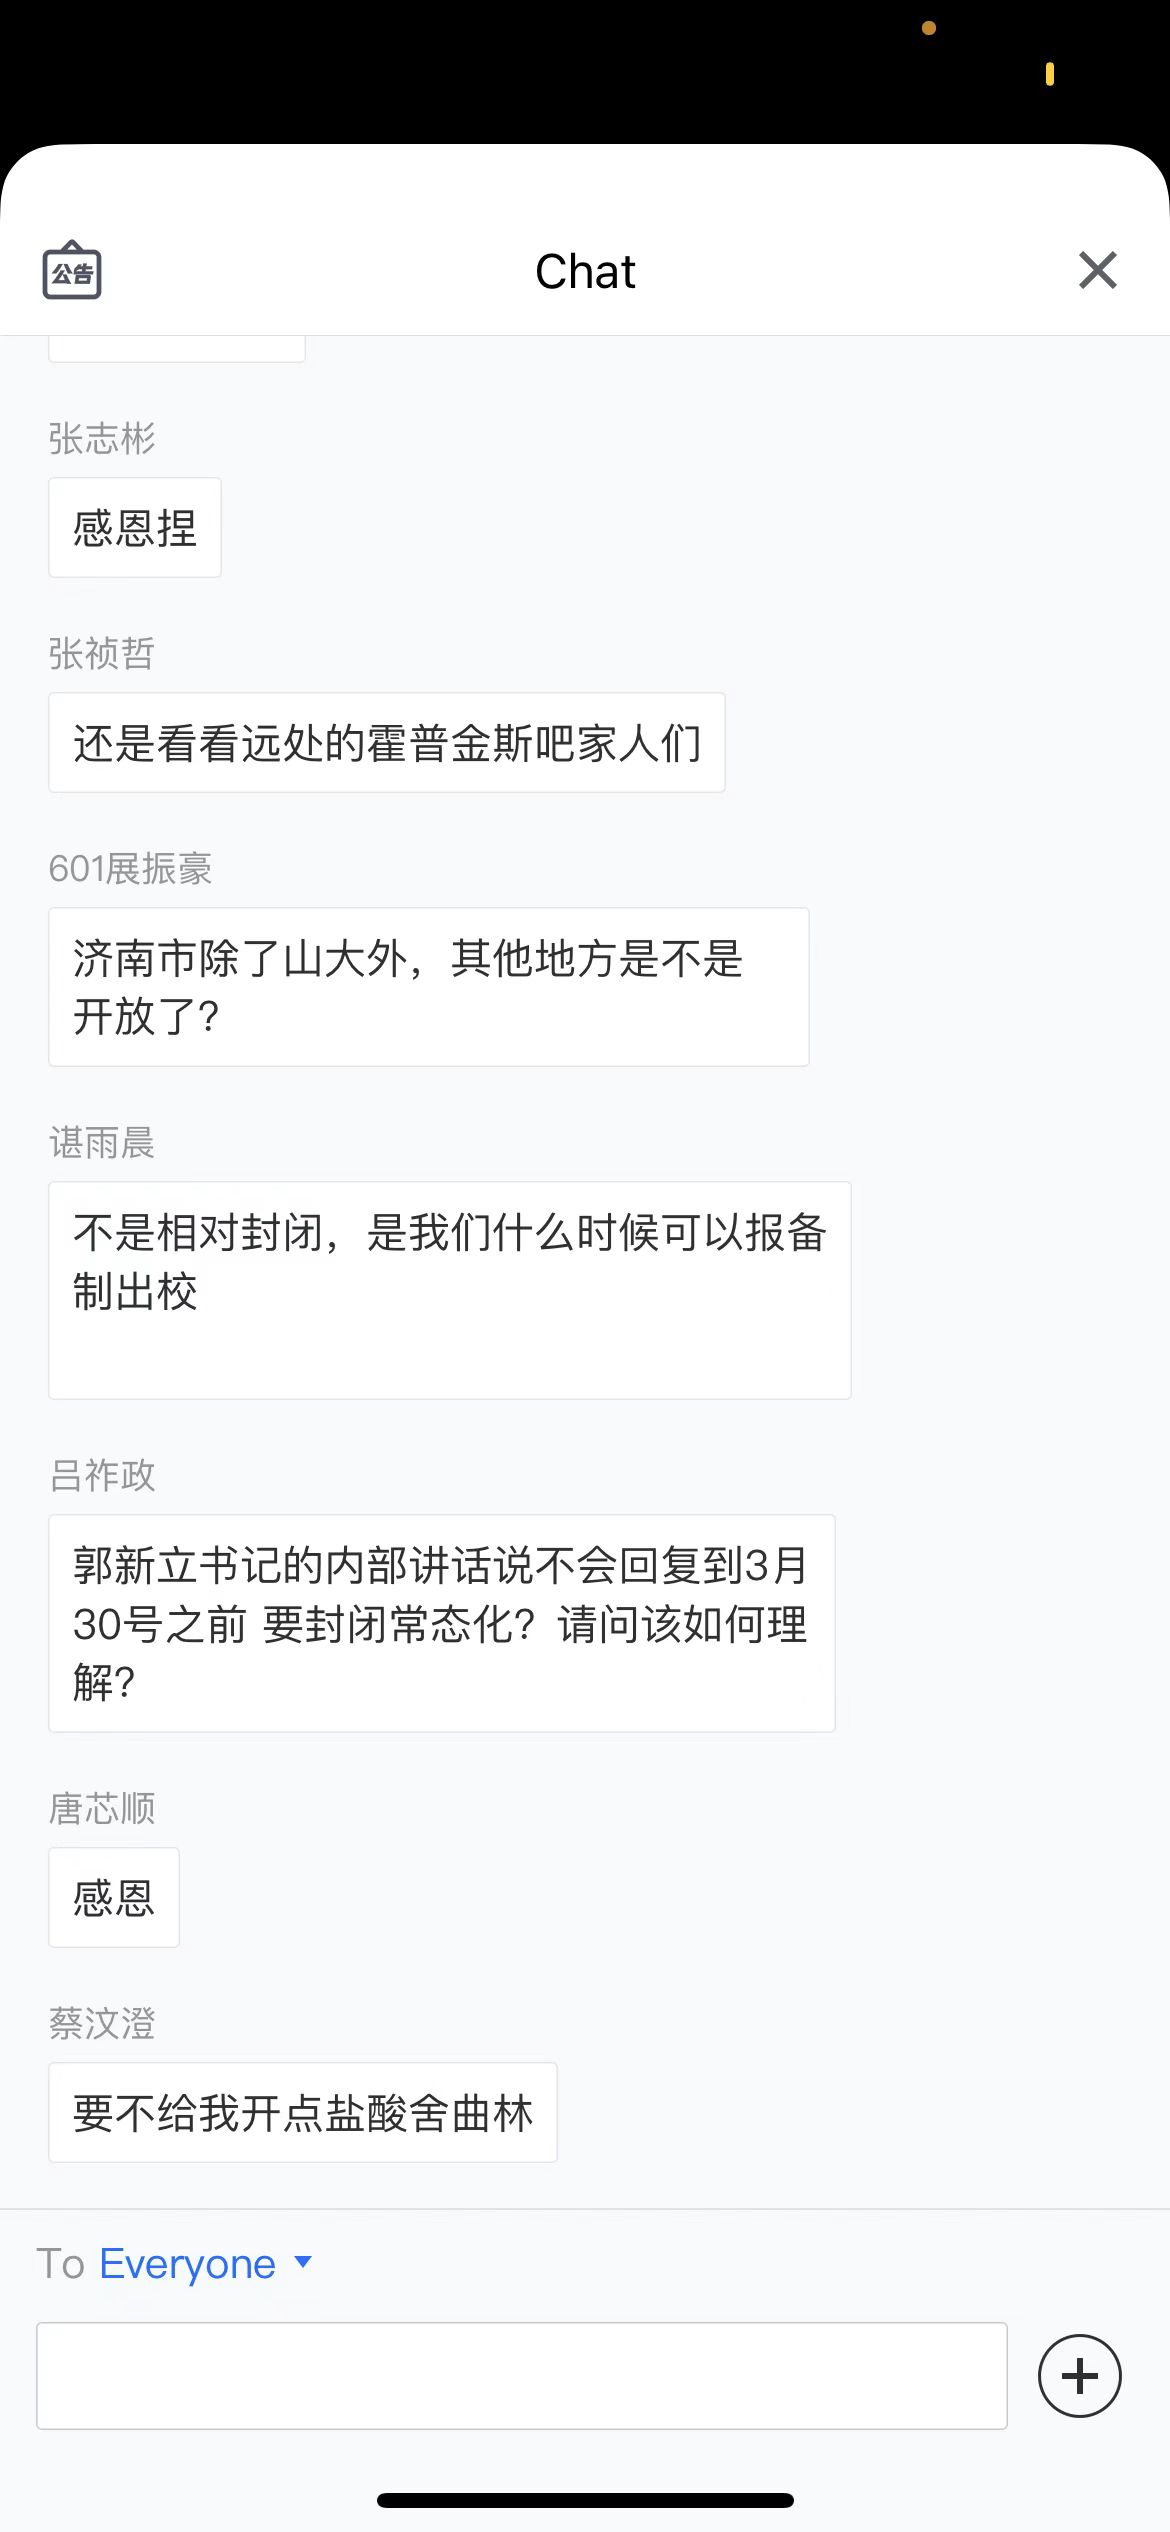 公告
Chat
张志彬
感恩捏
张祯哲
还是看看远处的霍普金斯吧家人们
601展振豪
济南市除了山大外，其他地方是不是
开放了？
谌雨晨
不是相对封闭，是我们什么时候可以报备
制出校
吕祚政
郭新立书记的内部讲话说不会回复到3月
30号之前 要封闭常态化？请问该如何理
解？
唐芯顺
感恩
蔡汶澄
要不给我开点盐酸舍曲林
To Everyone